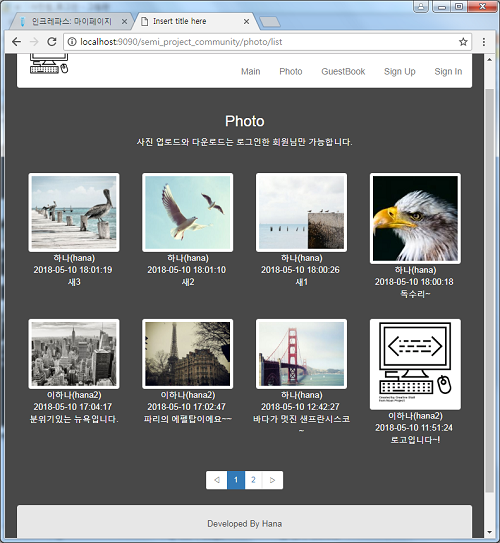 인크레파스: 마이페이지
Insert title here
localhost:9090/semi_project_community/photo/list
Main Photo GuestBook Sign Up Sign In
Photo
사진 업로드와 다운로드는 로그인한 회원님만 가능합니다.
하나(hana)
2018-05-10 18:01:19
새3
하나(hana)
2018-05-10 18:01:10
새2
하나(hana)
2018-05-10 18:00:26
새1
하나(hana)
2018-05-10 18:00:18
독수리~
이하나(hana2)
2018-05-10 17:04:17
분위기있는 뉴욕입니다.
이하나(hana2)
2018-05-10 17:02:47
파리의 에펠탑이에요~~
하나(hana)
2018-05-10 12:42:27
바다가 멋진 샌프란시스코
~
이하나(hana2)
2018-05-10 11:51:24
로고입니다~!
◁ 1 2 ▷
Developed By Hana